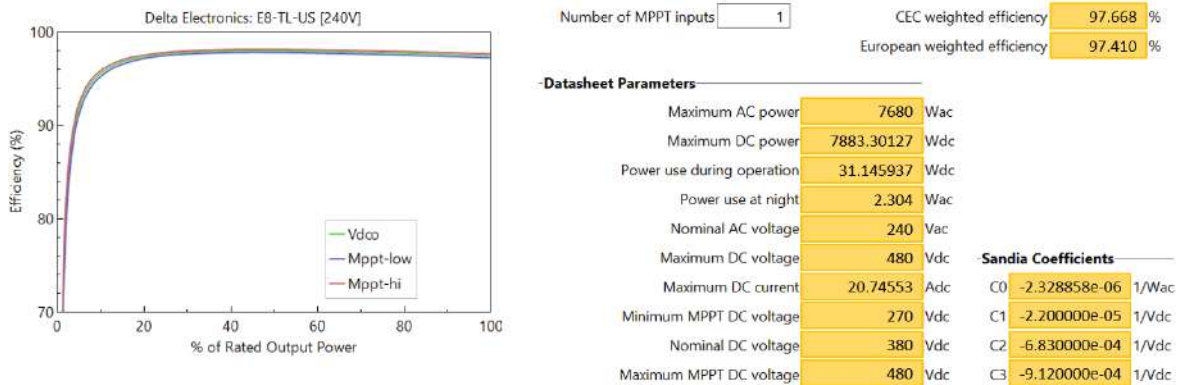 Delta Electronics: E8-TL-US [240V]
100
90
80
70
Efficiency (%)
Vdco
Mppt-low
Mppt-hi
0 20 40 60 80 100
% of Rated Output Power
Number of MPPT inputs 1
CEC weighted efficiency 97.668 %
European weighted efficiency 97.410 %
Datasheet Parameters
Maximum AC power 7680 Wac
Maximum DC power 7883.30127 Wdc
Power use during operation 31.145937 Wdc
Power use at night 2.304 Wac
Nominal AC voltage 240 Vac
Maximum DC voltage 480 Vdc
Maximum DC current 20.74553 Adc
Minimum MPPT DC voltage 270 Vdc
Nominal DC voltage 380 Vdc
Maximum MPPT DC voltage 480 Vdc
Sandia Coefficients
C0 -2.328858e-06 1/Wac
C1 -2.200000e-05 1/Vdc
C2 -6.830000e-04 1/Vdc
C3 -9.120000e-04 1/Vdc